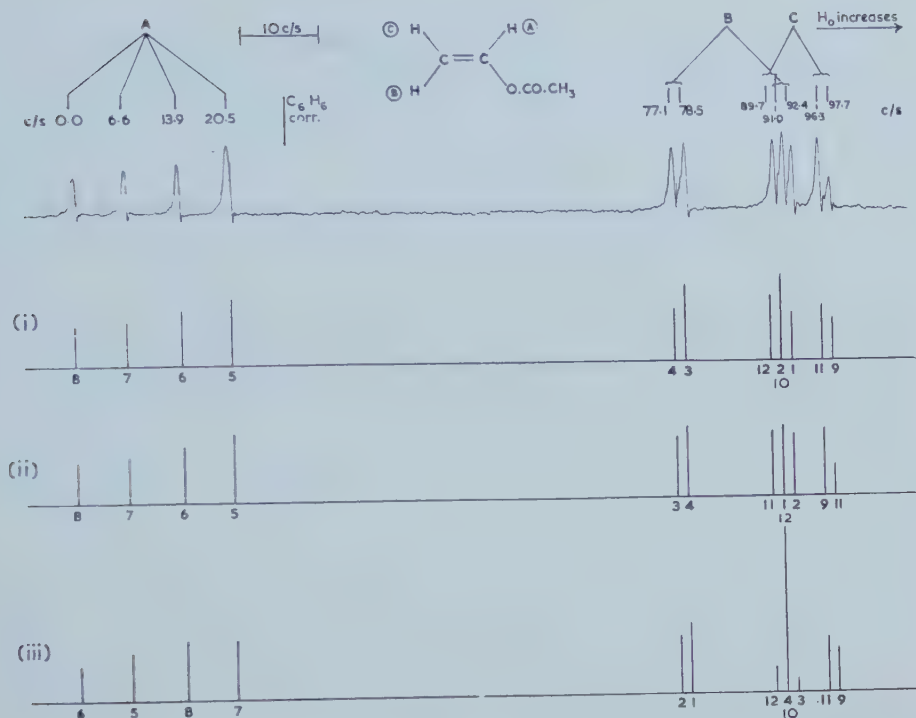 A
10 c/s
C6H6
corr.
c/s 0.0 6.6 13.9 20.5
Ⓒ H H Ⓐ
C=C
Ⓑ H O.CO.CH3
B C H0 increases
77.1 78.5 89.7 91.0 92.4 96.3 97.7 c/s
(i)
8 7 6 5 4 3 12 2 1 11 9
10
(ii)
8 7 6 5 3 4 11 1 2 9 11
12
(iii)
6 5 8 7 2 1 12 4 3 11 9
10